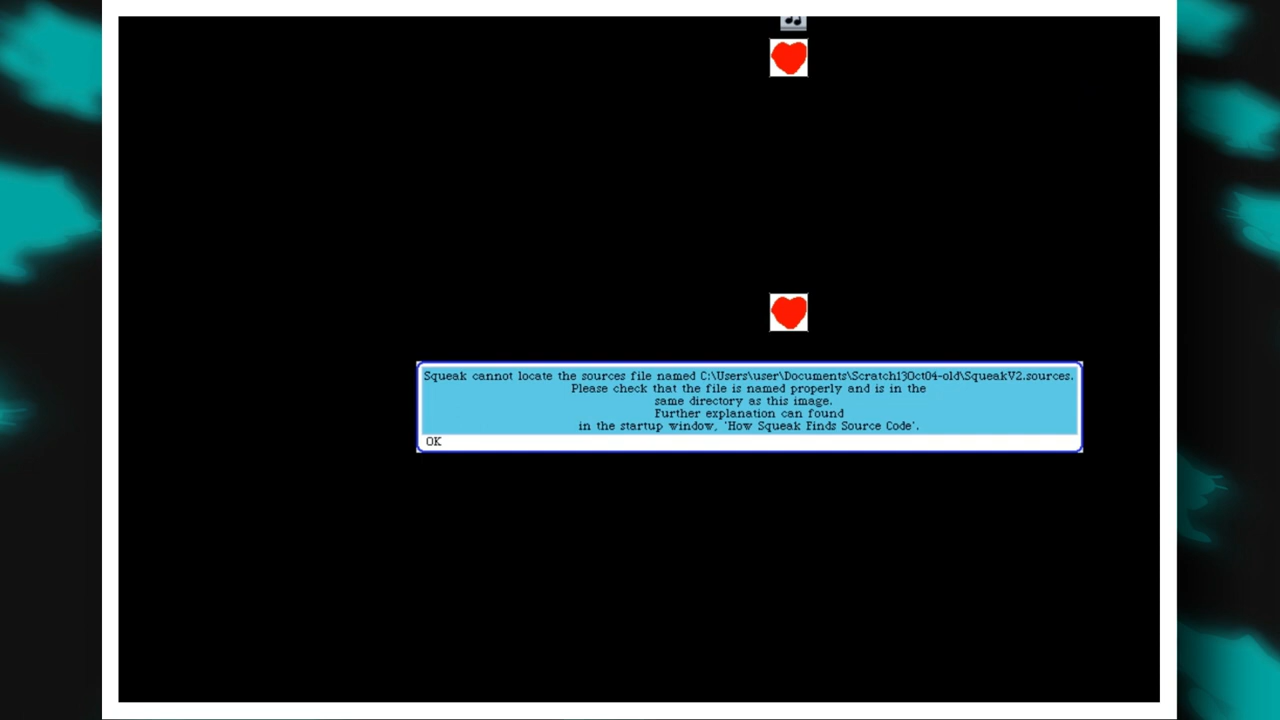 Squeak cannot locate the sources file named C:\Users\user\Documents\Scratch13Oct04-old\SqueakV2.sources.
Please check that the file is named properly and is in the
same directory as this image.
Further explanation can found
in the startup window, 'How Squeak Finds Source Code'.
OK